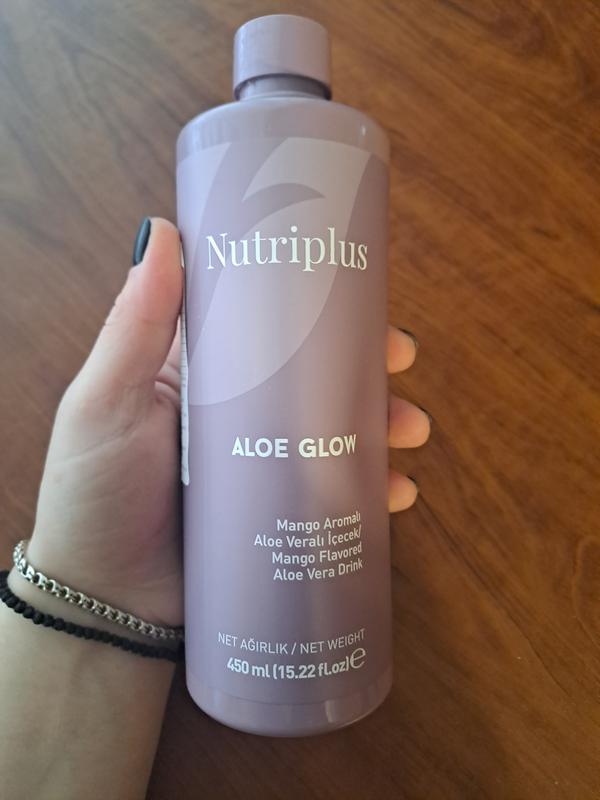 Nutriplus
ALOE GLOW
Mango Aromalı
Aloe Veralı İçecek/
Mango Flavored
Aloe Vera Drink
NET AĞIRLIK / NET WEIGHT
450 ml (15.22 fl.oz) ℮